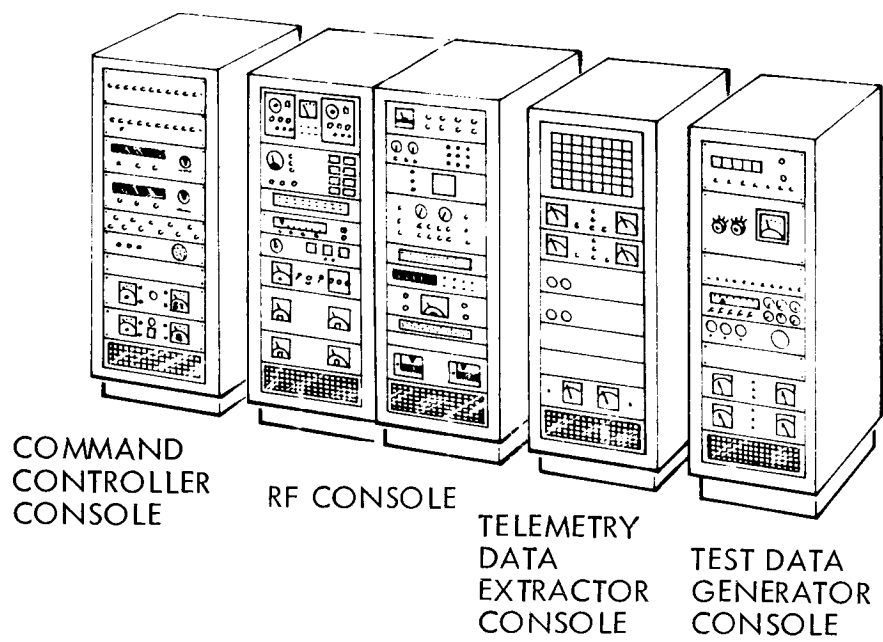 COMMAND
CONTROLLER
CONSOLE
RF CONSOLE
TELEMETRY
DATA
EXTRACTOR
CONSOLE
TEST DATA
GENERATOR
CONSOLE